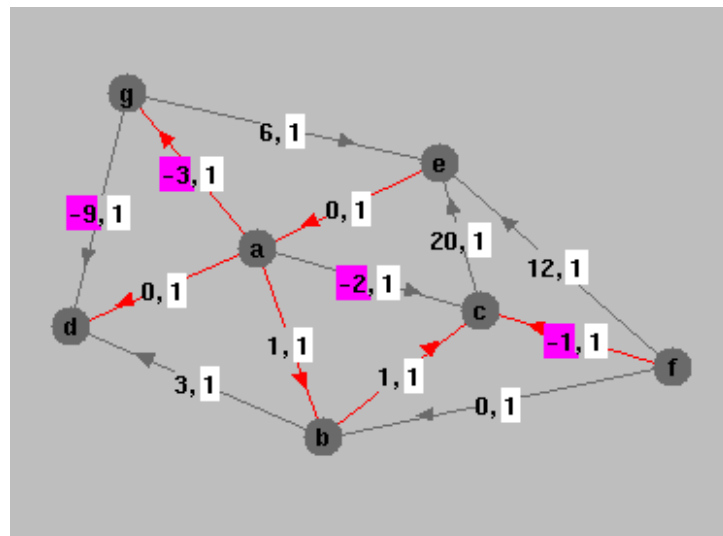 g
6, 1
e
-3, 1
-9, 1
0, 1
20, 1
a
12, 1
-2, 1
0, 1
c
d
1, 1
-1, 1
f
3, 1
1, 1
0, 1
b